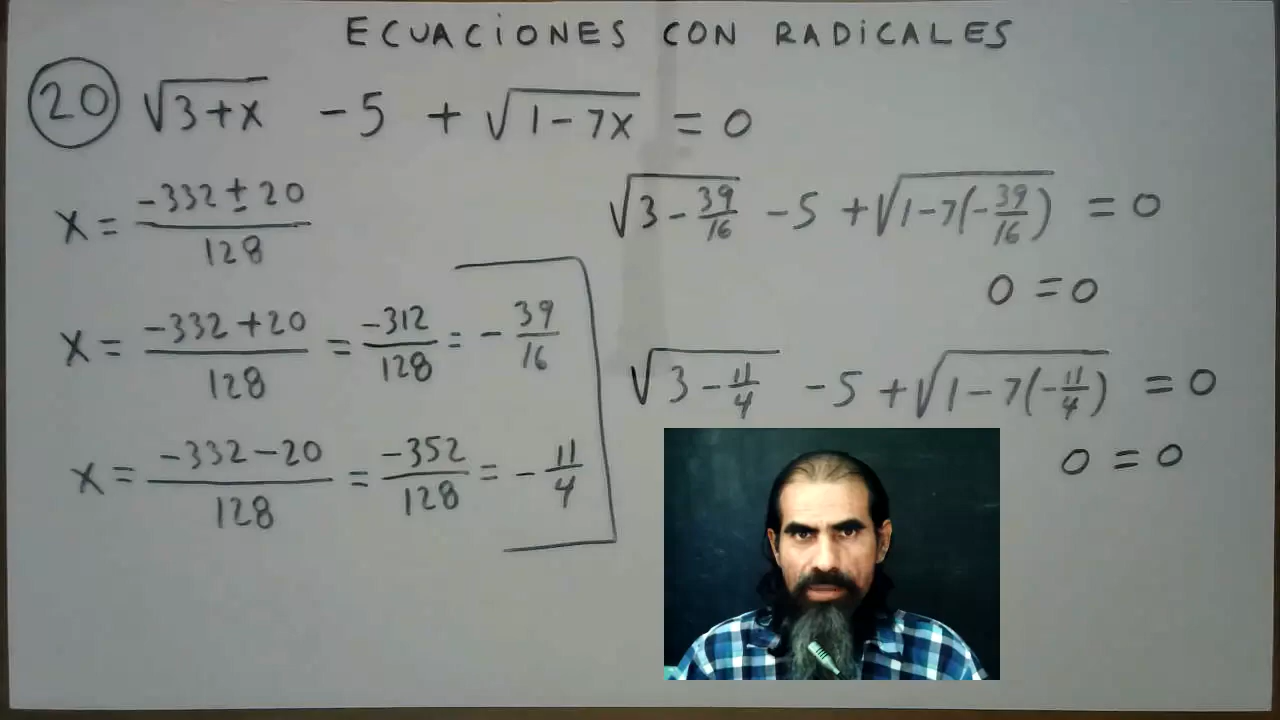 ECUACIONES CON RADICALES
20 √(3+x) - 5 + √(1-7x) = 0
x = (-332 ± 20)/128
x = (-332 + 20)/128 = -312/128 = - 39/16
x = (-332 - 20)/128 = -352/128 = - 11/4
√(3 - 39/16) - 5 + √(1-7(-39/16)) = 0
0 = 0
√(3 - 11/4) - 5 + √(1-7(-11/4)) = 0
0 = 0